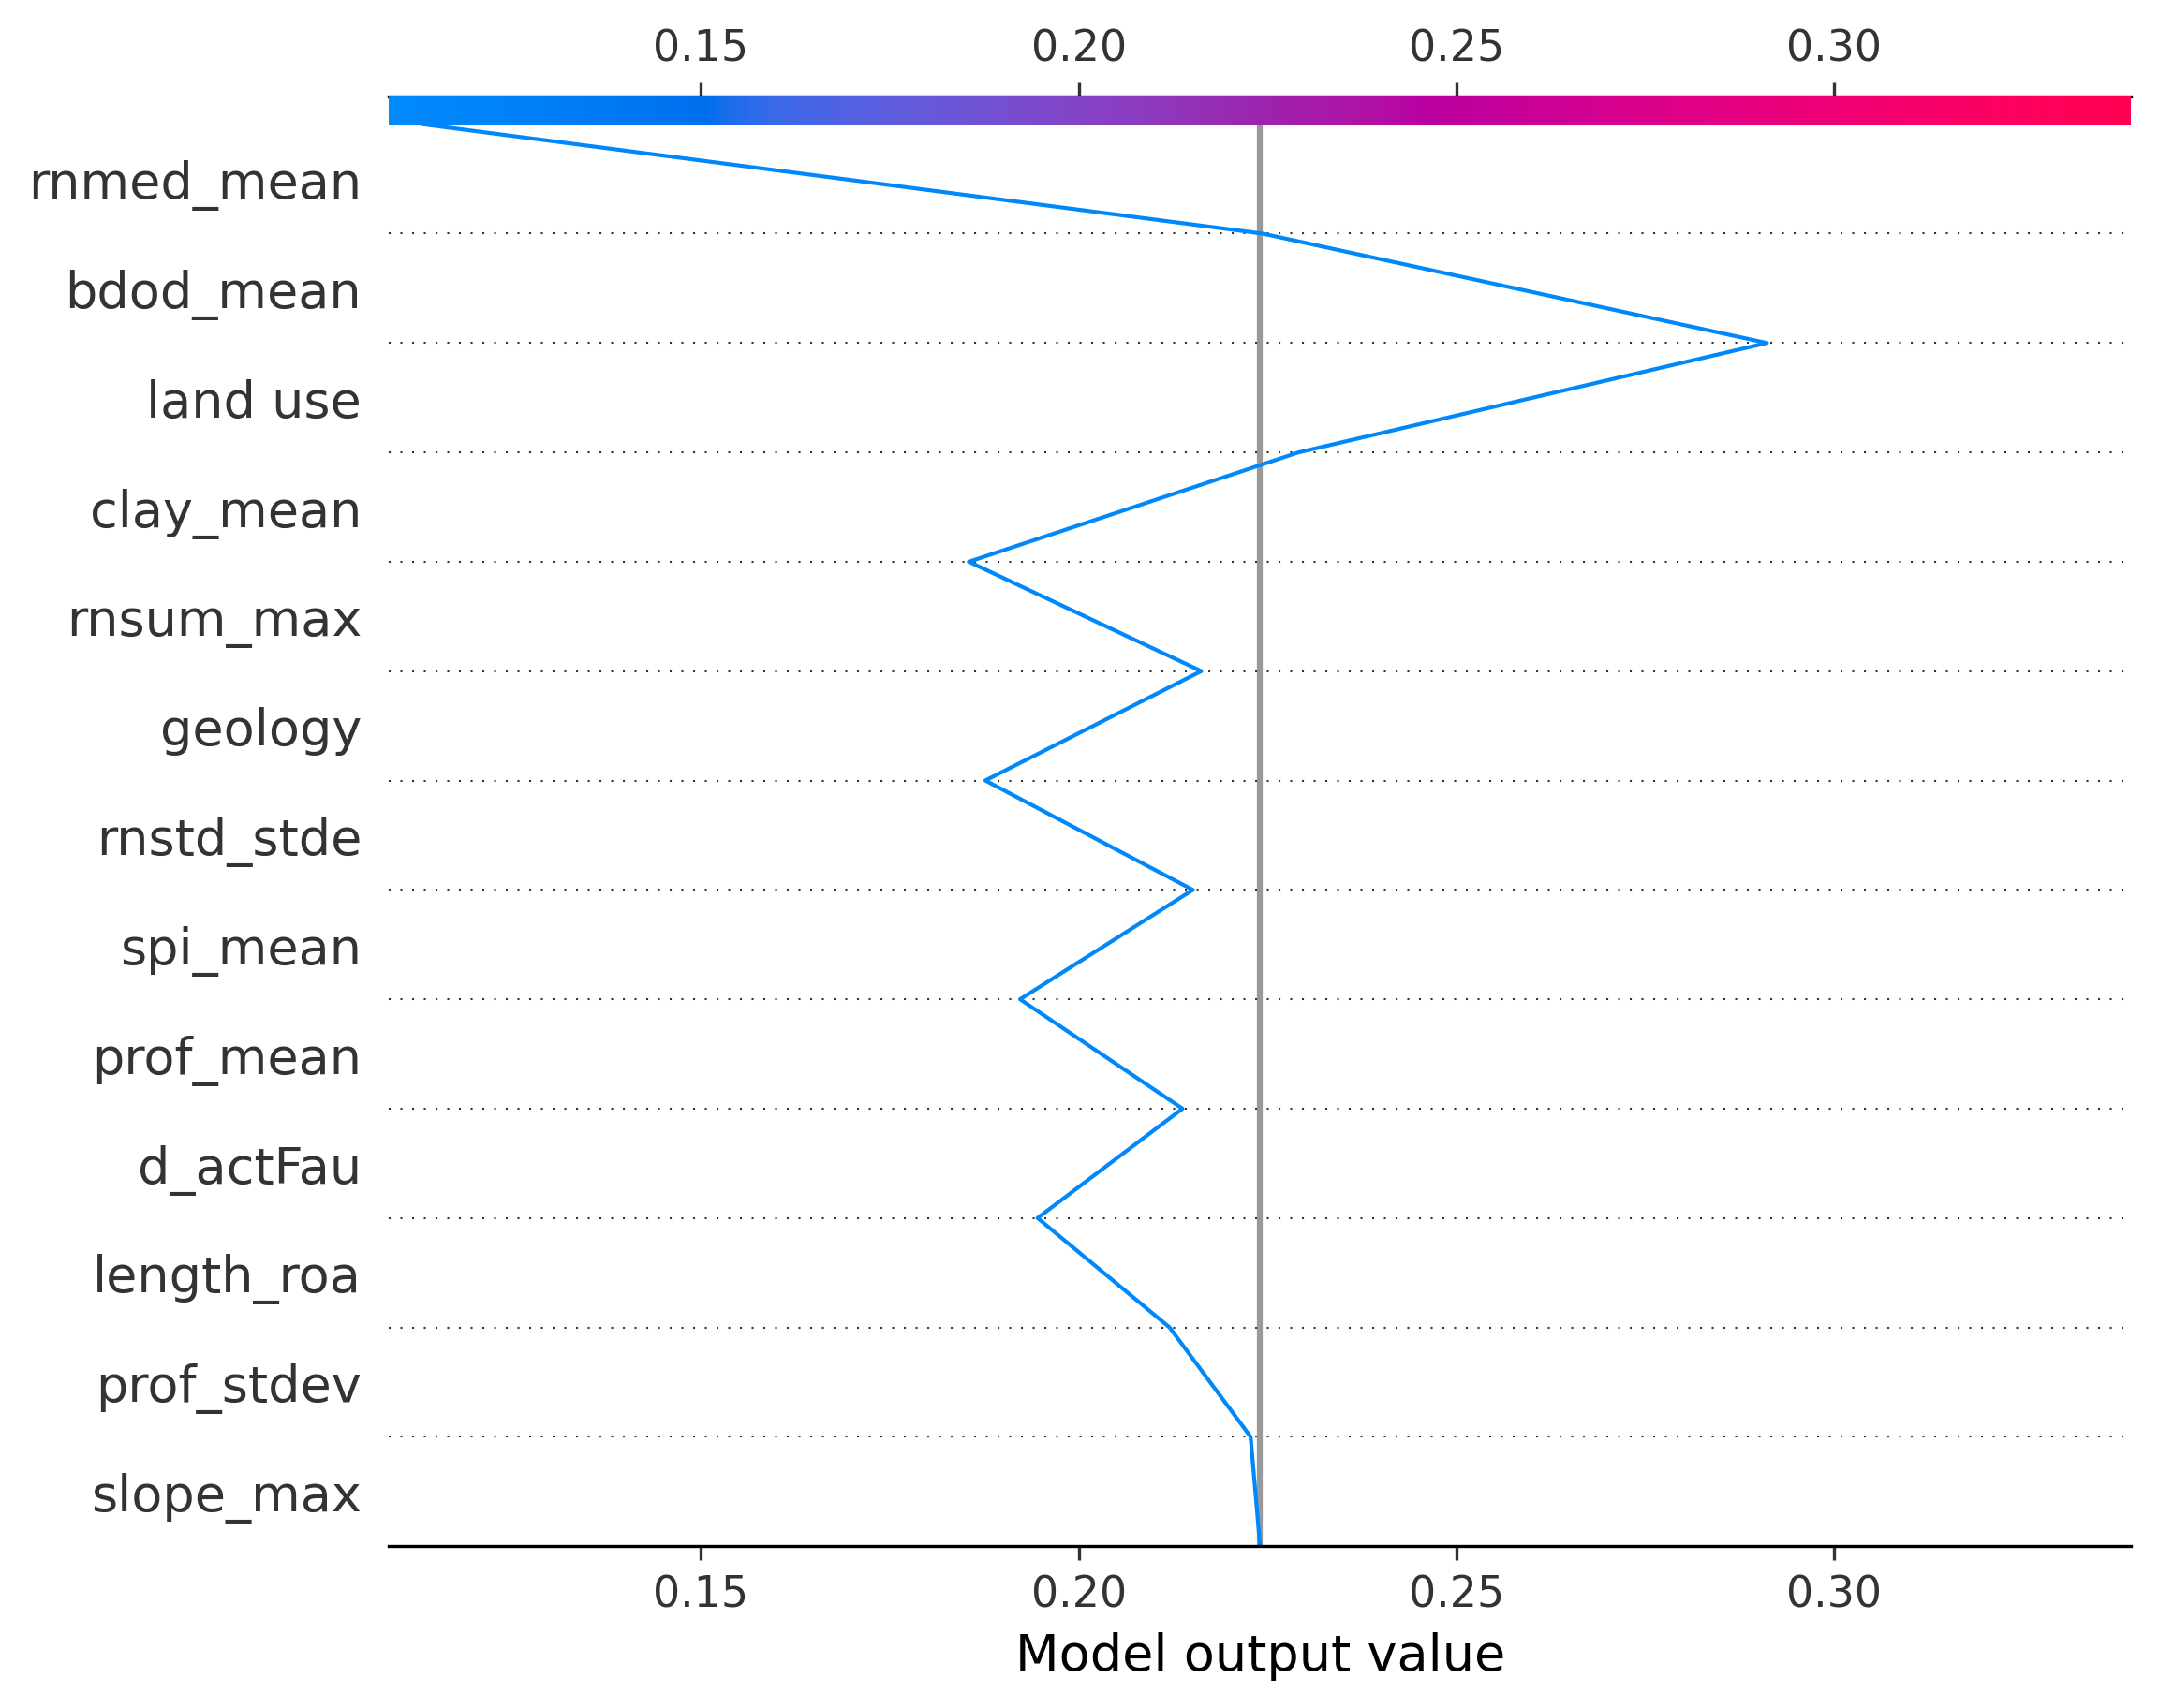 0.15 0.20 0.25 0.30
rnmed_mean
bdod_mean
land use
clay_mean
rnsum_max
geology
rnstd_stde
spi_mean
prof_mean
d_actFau
length_roa
prof_stdev
slope_max
0.15 0.20 0.25 0.30
Model output value